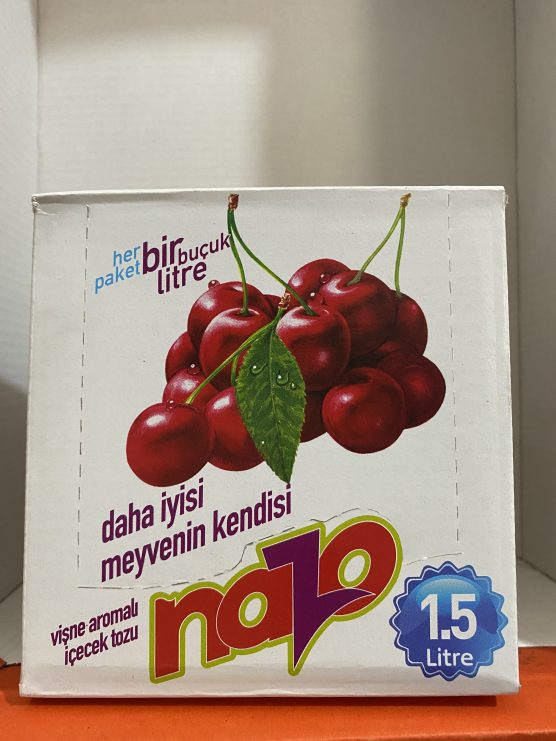 her
paket
bir
buçuk
litre
daha iyisi
meyvenin kendisi
vişne aromalı
içecek tozu
nazo
1.5
Litre